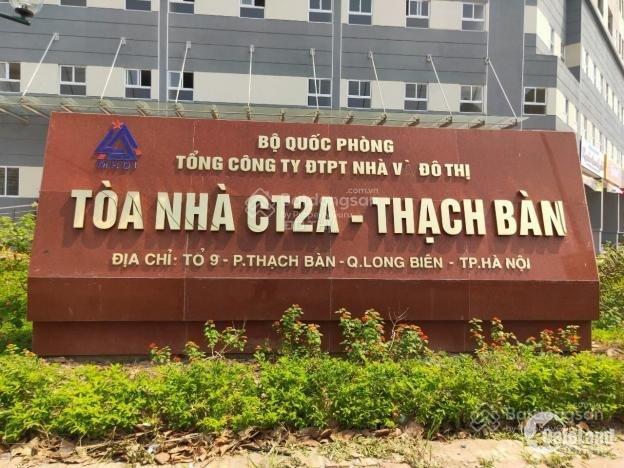 BỘ QUỐC PHÒNG
TỔNG CÔNG TY ĐTPT NHÀ VÀ ĐÔ THỊ
TÒA NHÀ CT2A - THẠCH BÀN
ĐỊA CHỈ: TỔ 9 - P.THẠCH BÀN - Q.LONG BIÊN - TP.HÀ NỘI